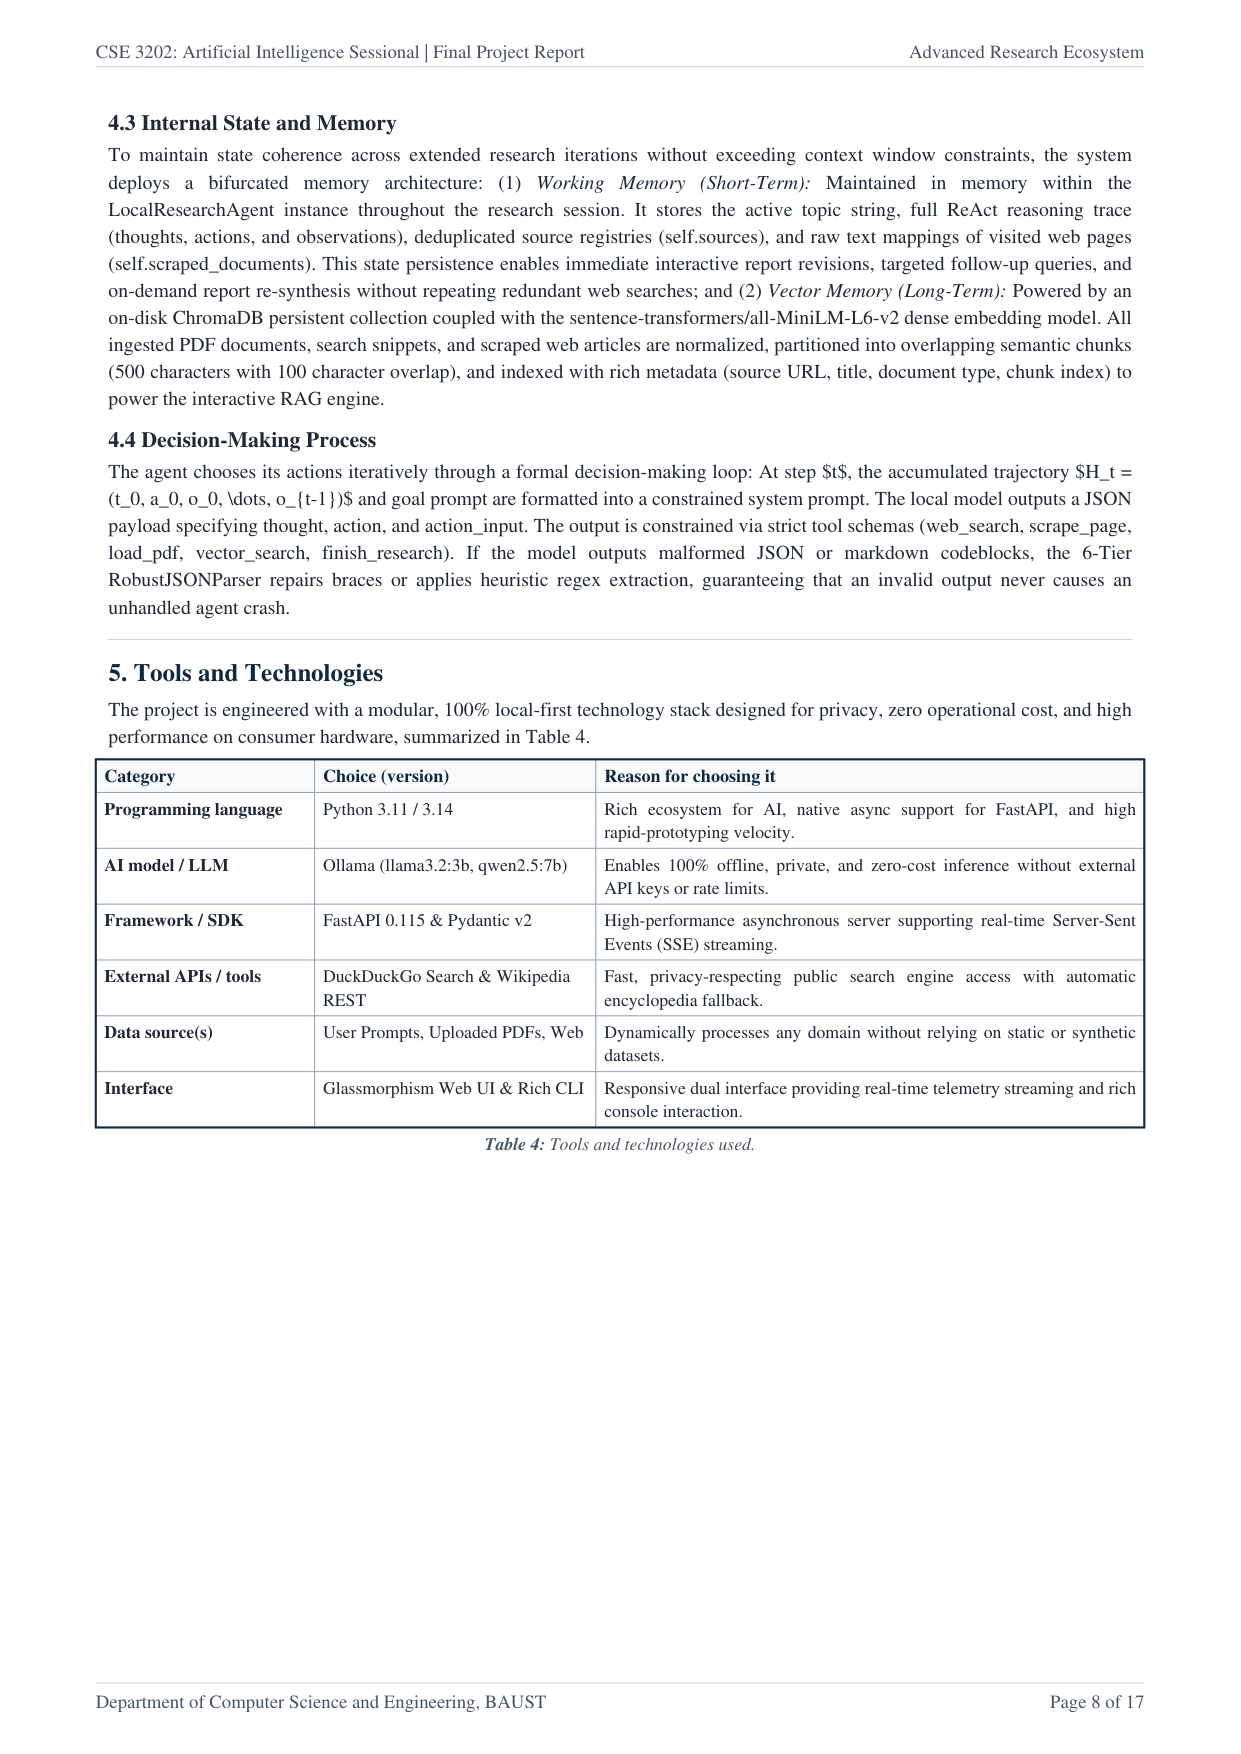 CSE 3202: Artificial Intelligence Sessional | Final Project Report
Advanced Research Ecosystem
4.3 Internal State and Memory
To maintain state coherence across extended research iterations without exceeding context window constraints, the system
deploys a bifurcated memory architecture: (1) Working Memory (Short-Term): Maintained in memory within the
LocalResearchAgent instance throughout the research session. It stores the active topic string, full ReAct reasoning trace
(thoughts, actions, and observations), deduplicated source registries (self.sources), and raw text mappings of visited web pages
(self.scraped_documents). This state persistence enables immediate interactive report revisions, targeted follow-up queries, and
on-demand report re-synthesis without repeating redundant web searches; and (2) Vector Memory (Long-Term): Powered by an
on-disk ChromaDB persistent collection coupled with the sentence-transformers/all-MiniLM-L6-v2 dense embedding model. All
ingested PDF documents, search snippets, and scraped web articles are normalized, partitioned into overlapping semantic chunks
(500 characters with 100 character overlap), and indexed with rich metadata (source URL, title, document type, chunk index) to
power the interactive RAG engine.
4.4 Decision-Making Process
The agent chooses its actions iteratively through a formal decision-making loop: At step $t$, the accumulated trajectory $H_t =
(t_0, a_0, o_0, \dots, o_{t-1})$ and goal prompt are formatted into a constrained system prompt. The local model outputs a JSON
payload specifying thought, action, and action_input. The output is constrained via strict tool schemas (web_search, scrape_page,
load_pdf, vector_search, finish_research). If the model outputs malformed JSON or markdown codeblocks, the 6-Tier
RobustJSONParser repairs braces or applies heuristic regex extraction, guaranteeing that an invalid output never causes an
unhandled agent crash.
5. Tools and Technologies
The project is engineered with a modular, 100% local-first technology stack designed for privacy, zero operational cost, and high
performance on consumer hardware, summarized in Table 4.
Category
Choice (version)
Reason for choosing it
Programming language
Python 3.11 / 3.14
Rich ecosystem for AI, native async support for FastAPI, and high
rapid-prototyping velocity.
AI model / LLM
Ollama (llama3.2:3b, qwen2.5:7b)
Enables 100% offline, private, and zero-cost inference without external
API keys or rate limits.
Framework / SDK
FastAPI 0.115 & Pydantic v2
High-performance asynchronous server supporting real-time Server-Sent
Events (SSE) streaming.
External APIs / tools
DuckDuckGo Search & Wikipedia
REST
Fast, privacy-respecting public search engine access with automatic
encyclopedia fallback.
Data source(s)
User Prompts, Uploaded PDFs, Web
Dynamically processes any domain without relying on static or synthetic
datasets.
Interface
Glassmorphism Web UI & Rich CLI
Responsive dual interface providing real-time telemetry streaming and rich
console interaction.
Table 4: Tools and technologies used.
Department of Computer Science and Engineering, BAUST
Page 8 of 17